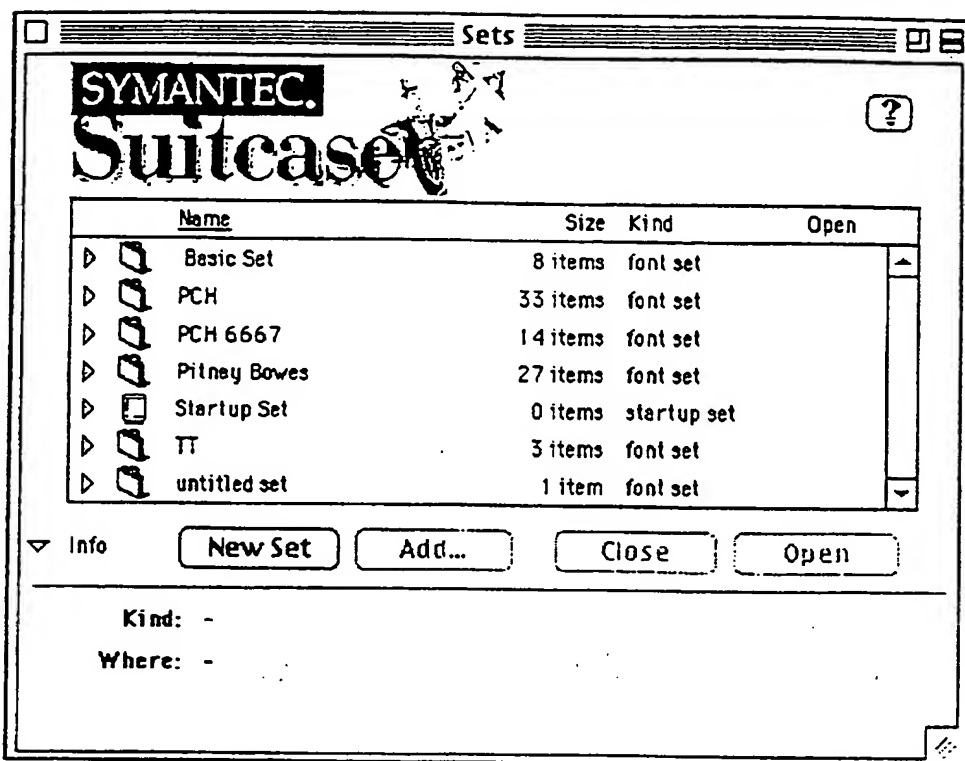 Sets
SYMANTEC.
Suitcase
?
Name Size Kind Open
Basic Set 8 items font set
PCH 33 items font set
PCH 6667 14 items font set
Pitney Bowes 27 items font set
Startup Set 0 items startup set
TT 3 items font set
untitled set 1 item font set
Info New Set Add... Close Open
Kind: -
Where: -